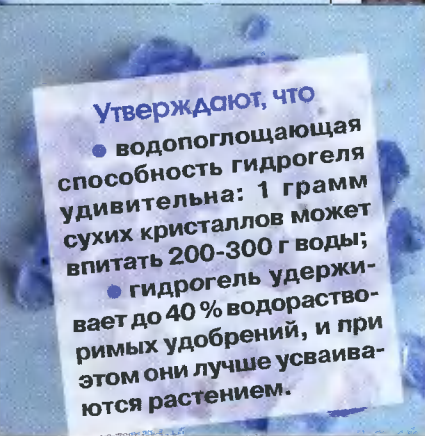 Утверждают, что
● водопоглощающая
способность гидрогеля
удивительна: 1 грамм
сухих кристаллов может
впитать 200-300 г воды;
● гидрогель удержи-
вает до 40 % водораство-
римых удобрений, и при
этом они лучше усваива-
ются растением.